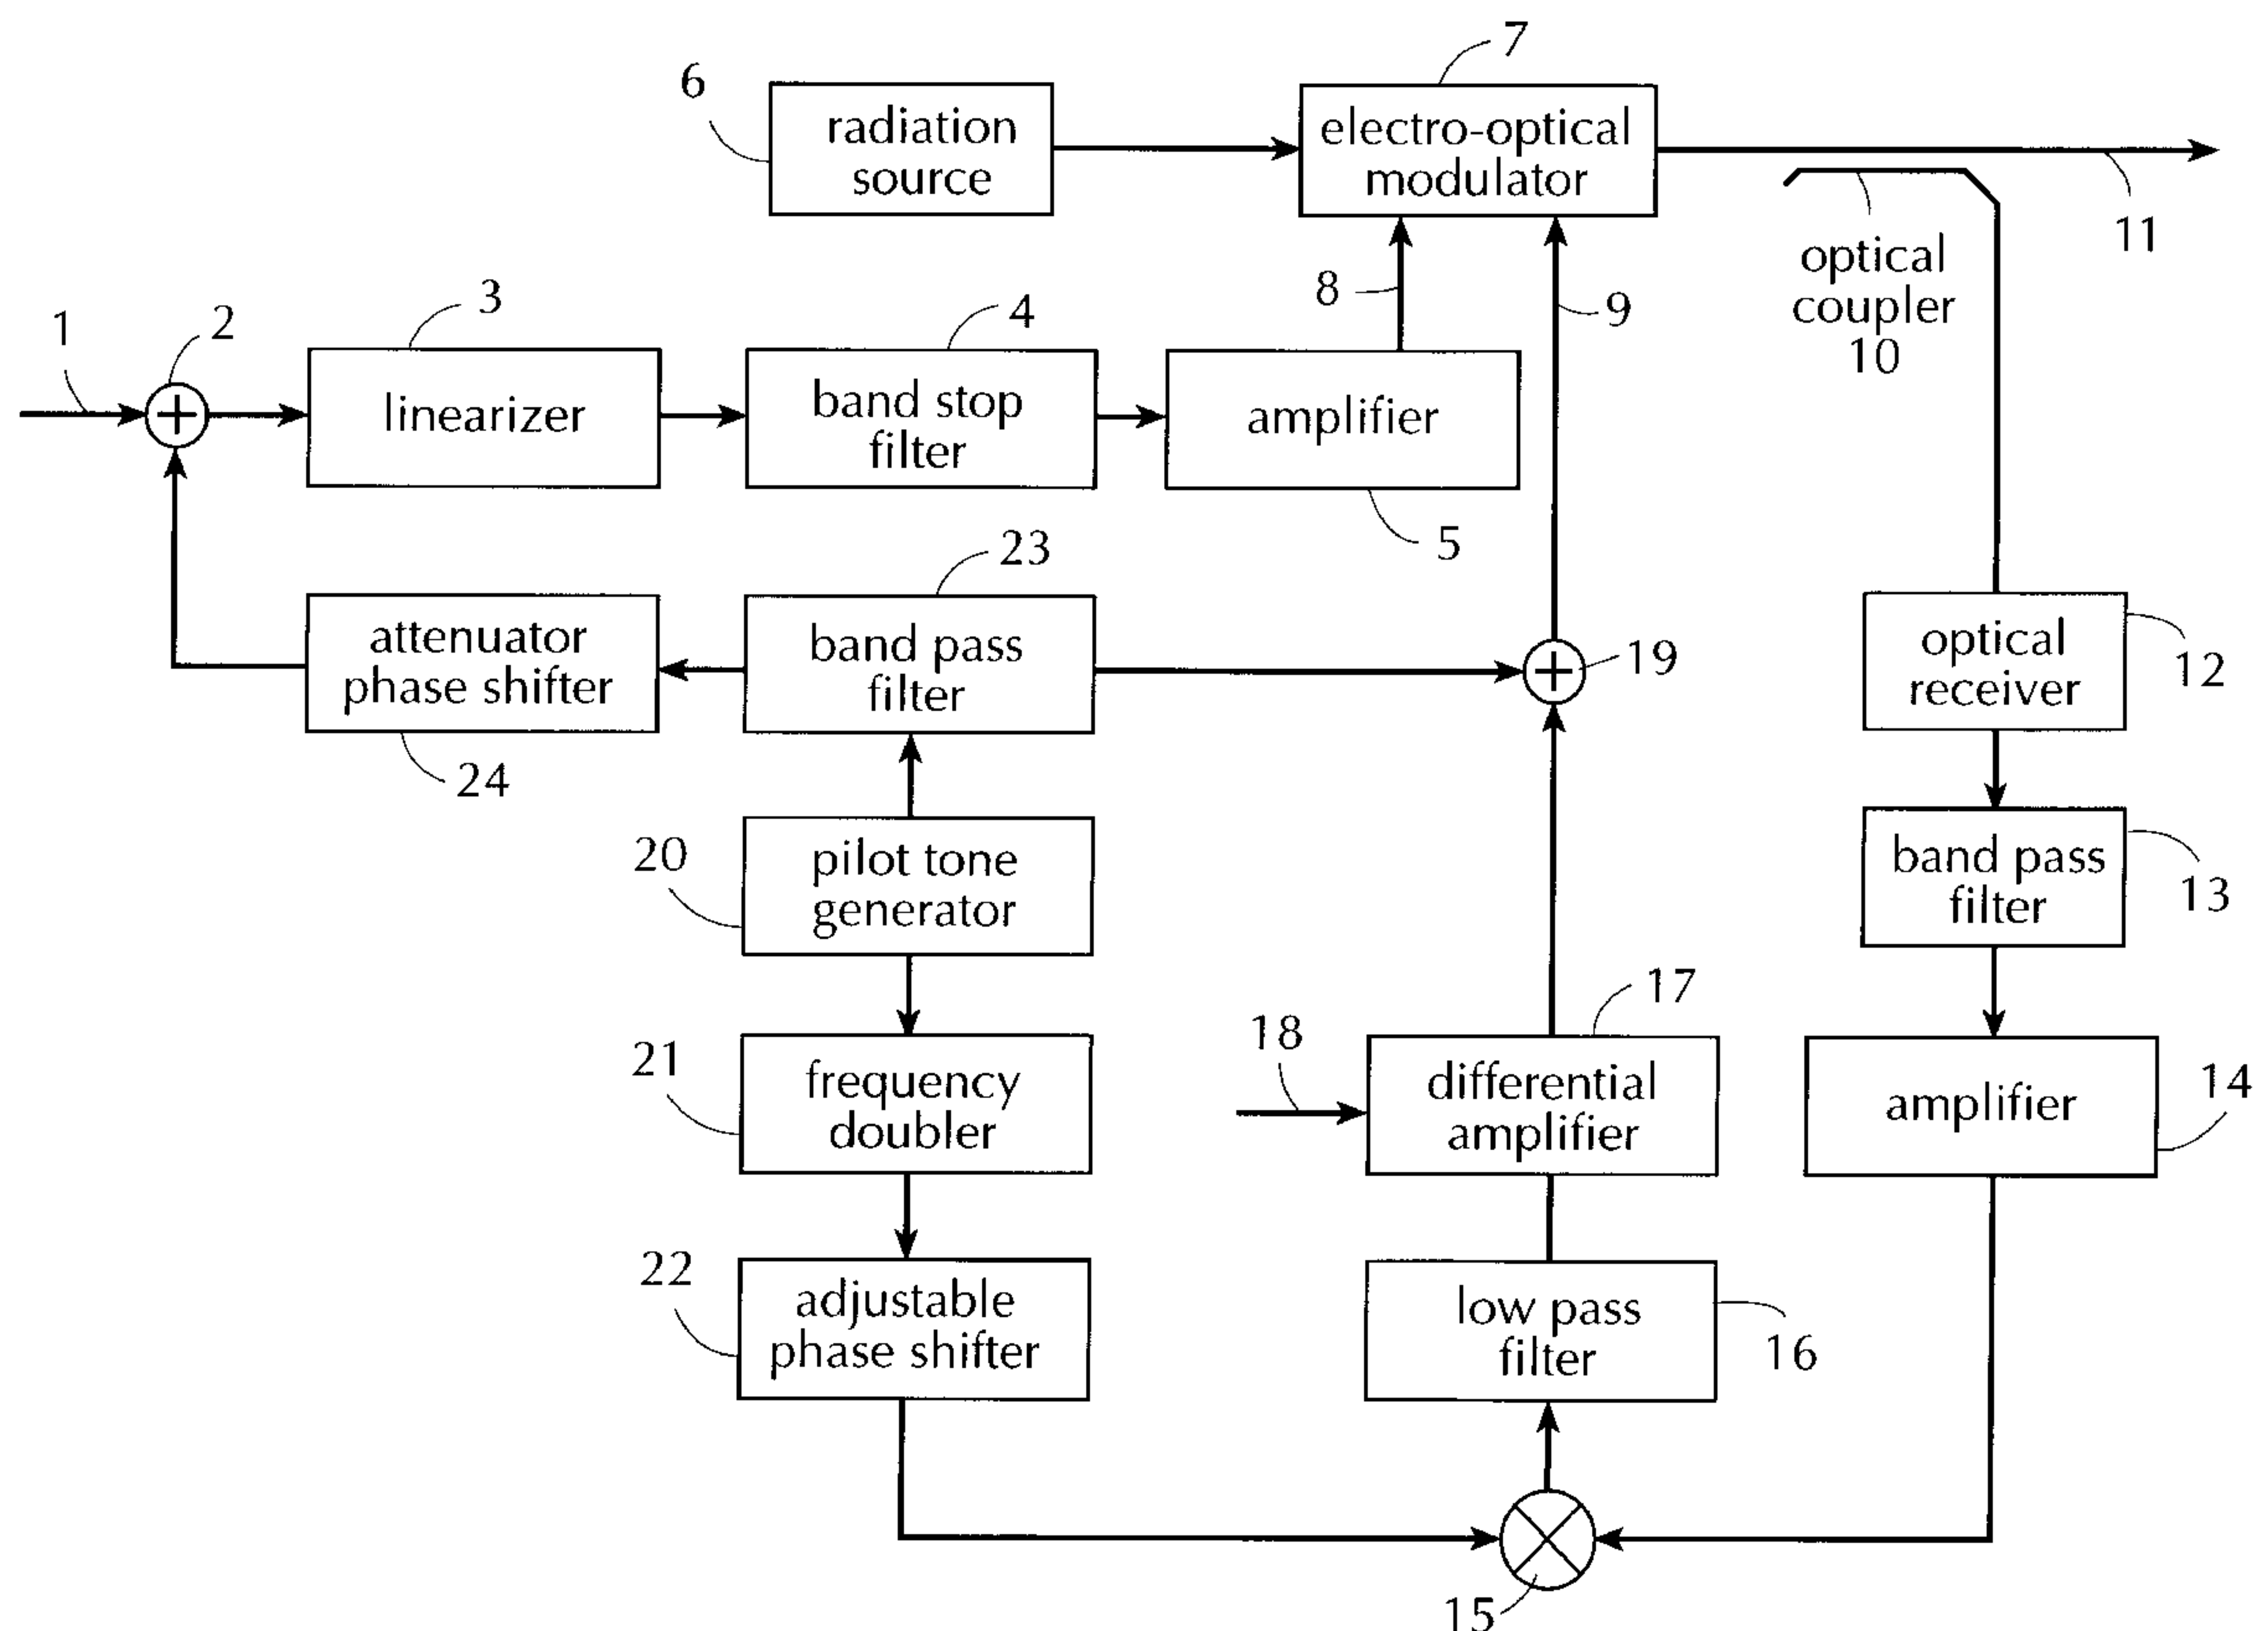 7
6
radiation
source
electro-optical
modulator
11
optical
coupler
10
8
9
1
2
3
4
linearizer
band stop
filter
amplifier
5
23
attenuator
phase shifter
band pass
filter
19
optical
receiver
12
24
20
pilot tone
generator
band pass
filter
13
17
18
21
frequency
doubler
differential
amplifier
amplifier
14
22
adjustable
phase shifter
low pass
filter
16
15